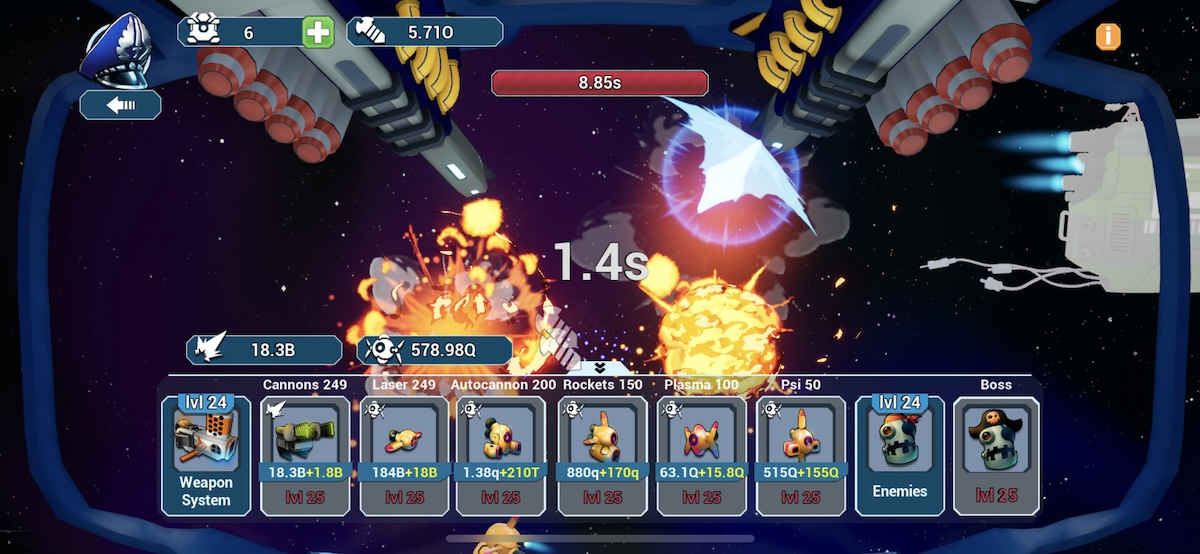 6
5.71O
i
8.85s
1.4s
18.3B
578.98Q
Cannons 249
Laser 249
Autocannon 200
Rockets 150
Plasma 100
Psi 50
Boss
lvl 24
Weapon
System
18.3B+1.8B
lvl 25
184B+18B
lvl 25
1.38q+210T
lvl 25
880q+170q
lvl 25
63.1Q+15.8Q
lvl 25
515Q+155Q
lvl 25
lvl 24
Enemies
lvl 25